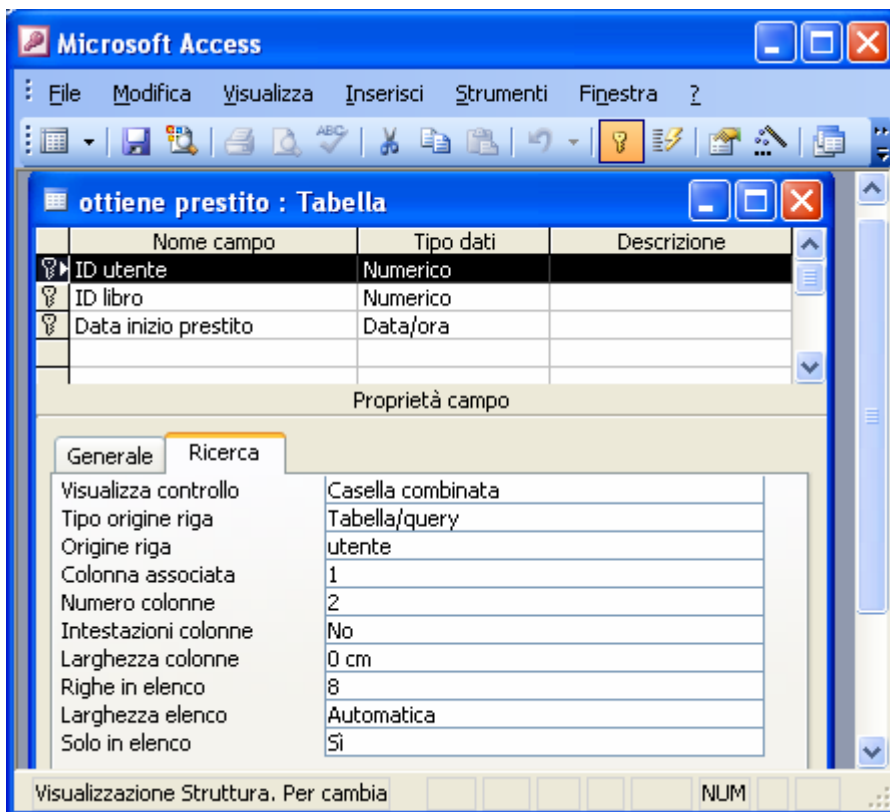 Microsoft Access
File Modifica Visualizza Inserisci Strumenti Finestra ?
ABC
ottiene prestito : Tabella
Nome campo Tipo dati Descrizione
ID utente Numerico
ID libro Numerico
Data inizio prestito Data/ora
Proprietà campo
Generale Ricerca
Visualizza controllo Casella combinata
Tipo origine riga Tabella/query
Origine riga utente
Colonna associata 1
Numero colonne 2
Intestazioni colonne No
Larghezza colonne 0 cm
Righe in elenco 8
Larghezza elenco Automatica
Solo in elenco Sì
Visualizzazione Struttura. Per cambia NUM